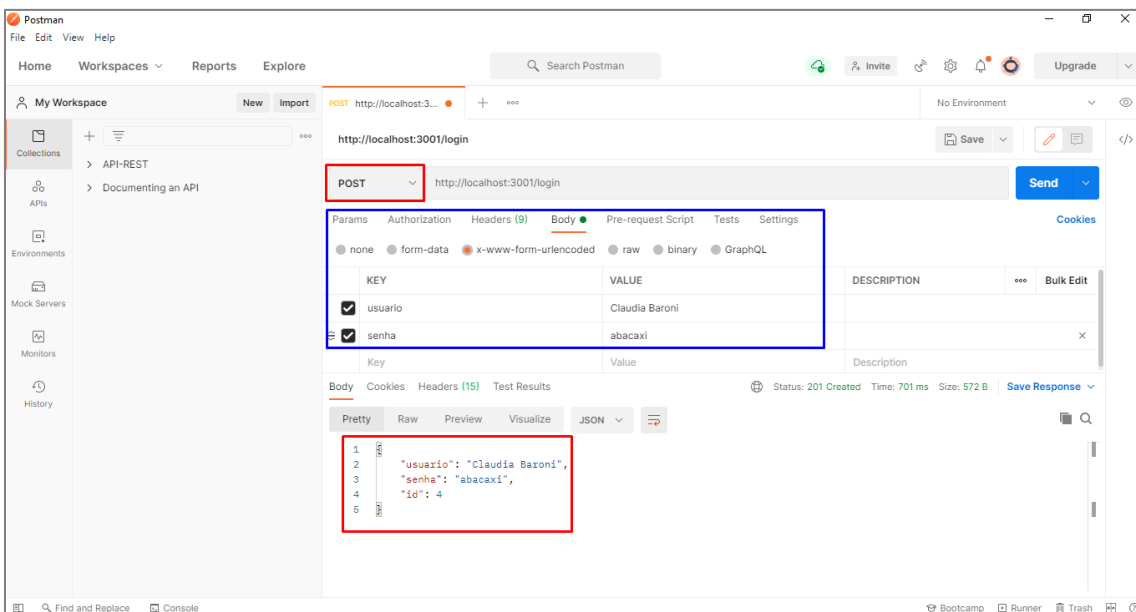 Postman
File Edit View Help
Home Workspaces Reports Explore Search Postman Invite Upgrade
My Workspace New Import POST http://localhost:3... No Environment
Collections
APIs
Environments
Mock Servers
Monitors
History
API-REST
Documenting an API
http://localhost:3001/login Save
POST http://localhost:3001/login Send
Params Authorization Headers (9) Body Pre-request Script Tests Settings Cookies
none form-data x-www-form-urlencoded raw binary GraphQL
KEY VALUE DESCRIPTION Bulk Edit
usuario Claudia Baroni
senha abacaxi
Key Value Description
Body Cookies Headers (15) Test Results Status: 201 Created Time: 701 ms Size: 572 B Save Response
Pretty Raw Preview Visualize JSON
1 {
2 "usuario": "Claudia Baroni",
3 "senha": "abacaxi",
4 "id": 4
5 }
Find and Replace Console Bootcamp Runner Trash